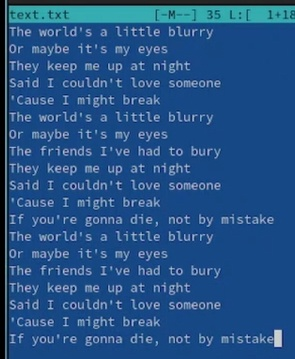 text.txt [-M--] 35 L:[ 1+18
The world's a little blurry
Or maybe it's my eyes
They keep me up at night
Said I couldn't love someone
'Cause I might break
The world's a little blurry
Or maybe it's my eyes
The friends I've had to bury
They keep me up at night
Said I couldn't love someone
'Cause I might break
If you're gonna die, not by mistake
The world's a little blurry
Or maybe it's my eyes
The friends I've had to bury
They keep me up at night
Said I couldn't love someone
'Cause I might break
If you're gonna die, not by mistake